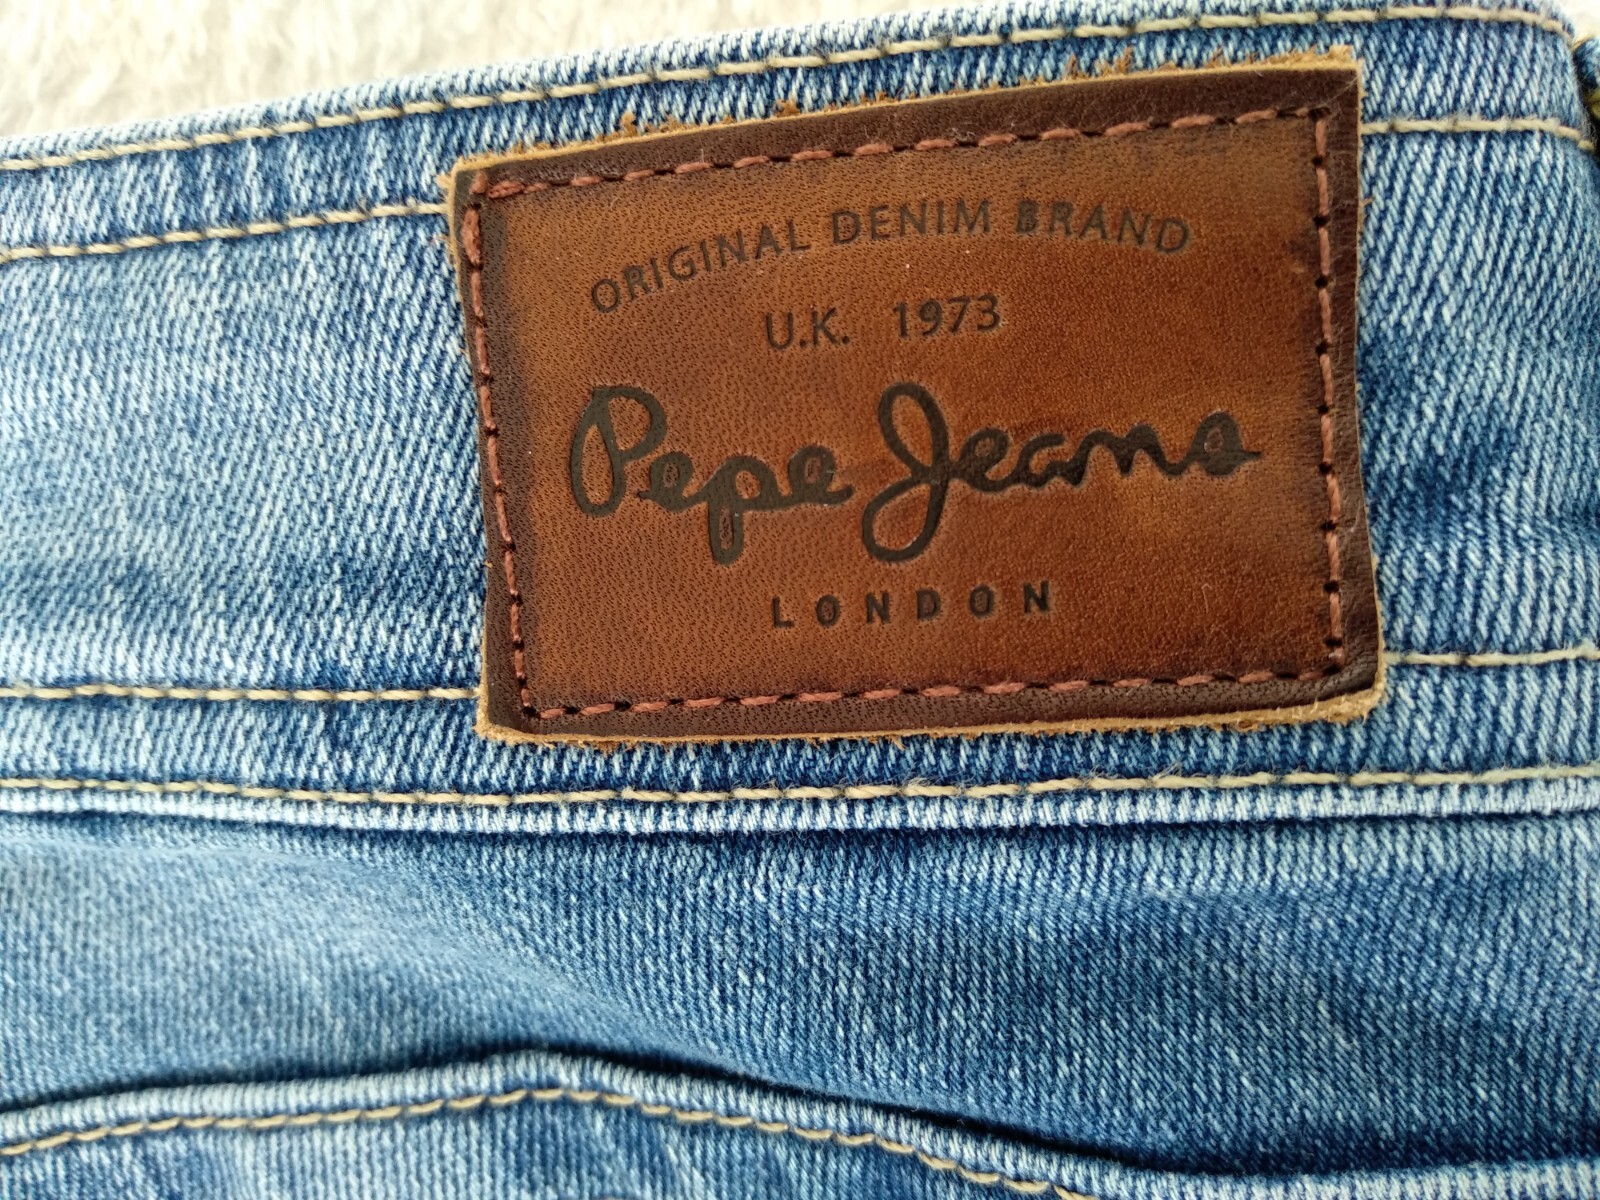 ORIGINAL DENIM BRAND
U.K. 1973
Pepe Jeans
LONDON